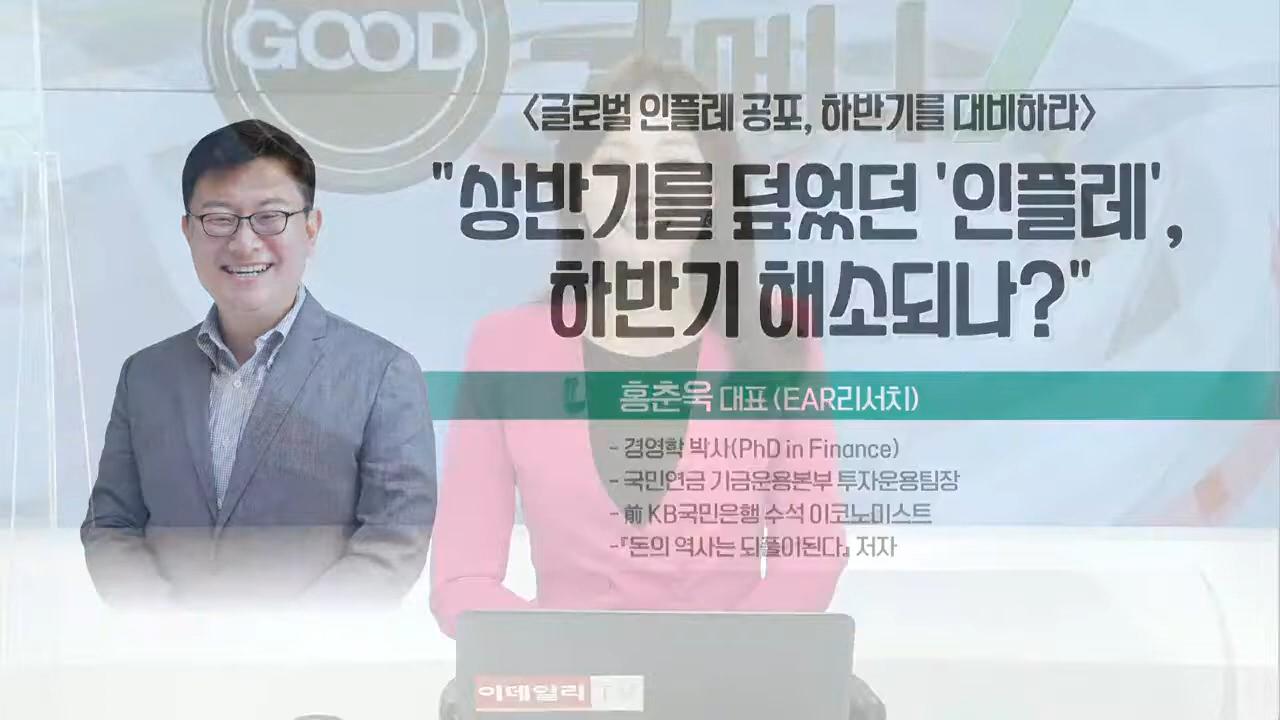 GOOD
굿머니
<글로벌 인플레 공포, 하반기를 대비하라>
"상반기를 덮었던 '인플레',
하반기 해소되나?"
홍춘욱 대표 (EAR리서치)
- 경영학 박사(PhD in Finance)
- 국민연금 기금운용본부 투자운용팀장
- 前 KB국민은행 수석 이코노미스트
-『돈의 역사는 되풀이된다』 저자
이데일리 TV